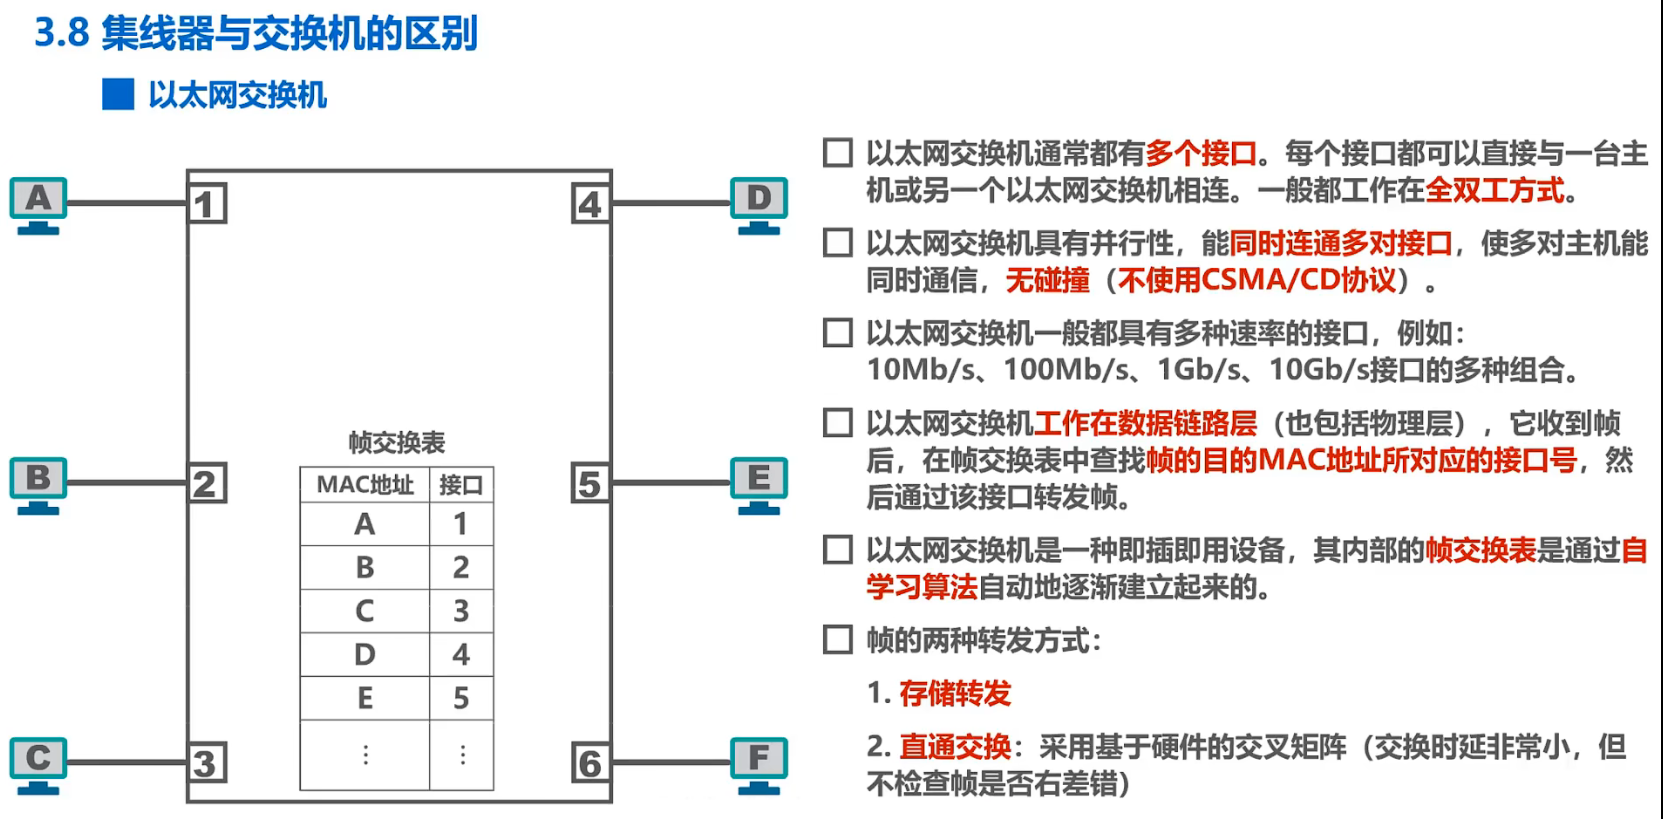 3.8 集线器与交换机的区别
以太网交换机
A
1
4
D
B
2
5
E
C
3
6
F
帧交换表
MAC地址 接口
A 1
B 2
C 3
D 4
E 5
⋮ ⋮
以太网交换机通常都有多个接口。每个接口都可以直接与一台主
机或另一个以太网交换机相连。一般都工作在全双工方式。
以太网交换机具有并行性，能同时连通多对接口，使多对主机能
同时通信，无碰撞（不使用CSMA/CD协议）。
以太网交换机一般都具有多种速率的接口，例如：
10Mb/s、100Mb/s、1Gb/s、10Gb/s接口的多种组合。
以太网交换机工作在数据链路层（也包括物理层），它收到帧
后，在帧交换表中查找帧的目的MAC地址所对应的接口号，然
后通过该接口转发帧。
以太网交换机是一种即插即用设备，其内部的帧交换表是通过自
学习算法自动地逐渐建立起来的。
帧的两种转发方式：
1. 存储转发
2. 直通交换：采用基于硬件的交叉矩阵（交换时延非常小，但
不检查帧是否右差错）